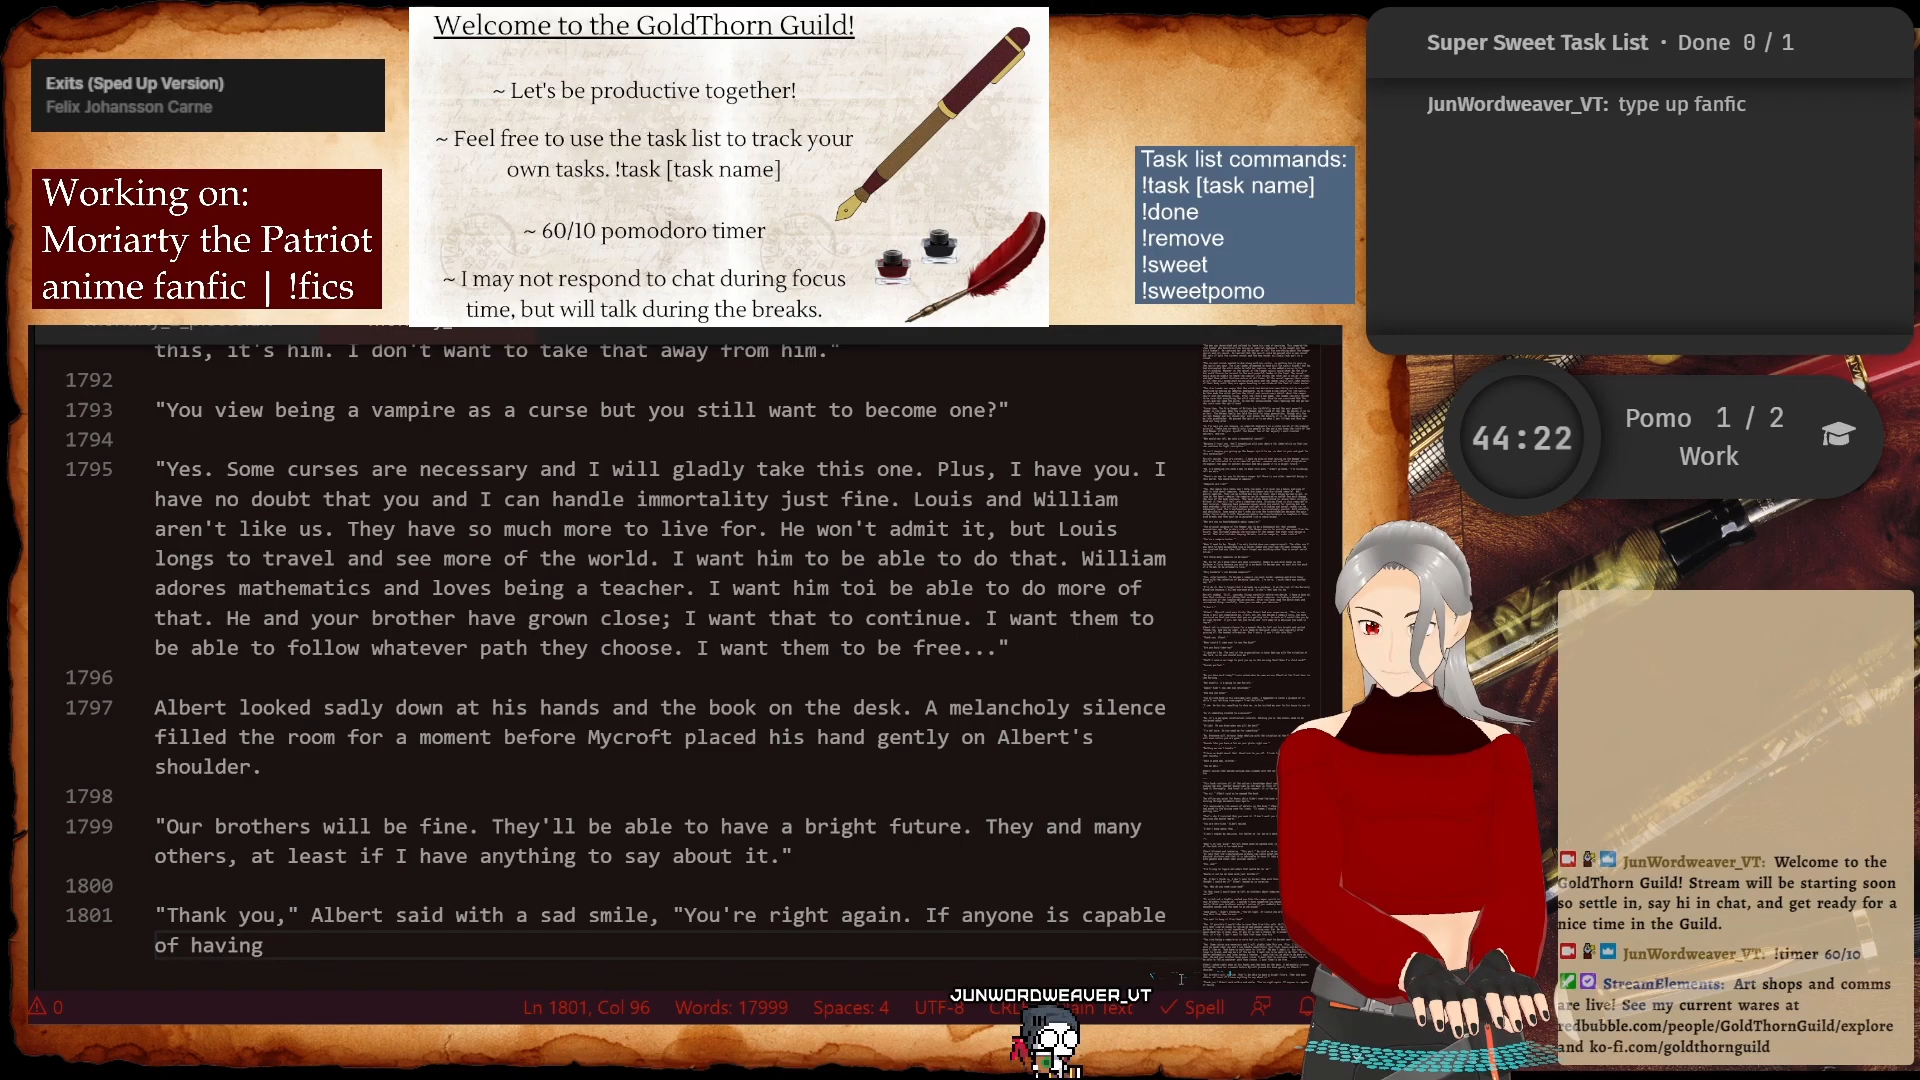 Welcome to the GoldThorn Guild!
~ Let's be productive together!
~ Feel free to use the task list to track your
own tasks. !task [task name]
~ 60/10 pomodoro timer
~ I may not respond to chat during focus
time, but will talk during the breaks.
Exits (Sped Up Version)
Felix Johansson Carne
Working on:
Moriarty the Patriot
anime fanfic | !fics
Task list commands:
!task [task name]
!done
!remove
!sweet
!sweetpomo
Super Sweet Task List · Done 0 / 1
JunWordweaver_VT: type up fanfic
44:22
Pomo 1 / 2
Work
this, it's him. I don't want to take that away from him."
1792
1793 "You view being a vampire as a curse but you still want to become one?"
1794
1795 "Yes. Some curses are necessary and I will gladly take this one. Plus, I have you. I
have no doubt that you and I can handle immortality just fine. Louis and William
aren't like us. They have so much more to live for. He won't admit it, but Louis
longs to travel and see more of the world. I want him to be able to do that. William
adores mathematics and loves being a teacher. I want him toi be able to do more of
that. He and your brother have grown close; I want that to continue. I want them to
be able to follow whatever path they choose. I want them to be free..."
1796
1797 Albert looked sadly down at his hands and the book on the desk. A melancholy silence
filled the room for a moment before Mycroft placed his hand gently on Albert's
shoulder.
1798
1799 "Our brothers will be fine. They'll be able to have a bright future. They and many
others, at least if I have anything to say about it."
1800
1801 "Thank you," Albert said with a sad smile, "You're right again. If anyone is capable
of having
0 Ln 1801, Col 96 Words: 17999 Spaces: 4 UTF-8 Text Spell
JUNWORDWEAVER_VT
JunWordweaver_VT: Welcome to the
GoldThorn Guild! Stream will be starting soon
so settle in, say hi in chat, and get ready for a
nice time in the Guild.
JunWordweaver_VT: !timer 60/10
StreamElements: Art shops and comms
are live! See my current wares at
redbubble.com/people/GoldThornGuild/explore
and ko-fi.com/goldthornguild